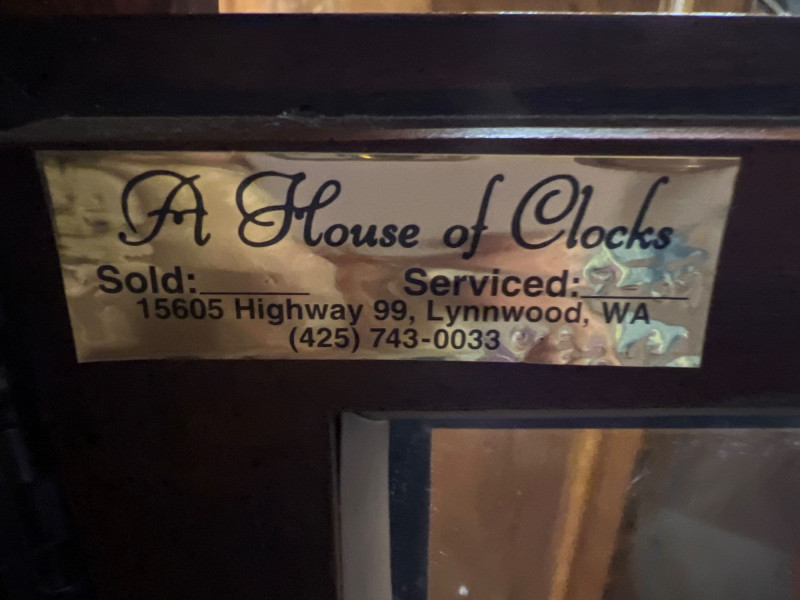 A House of Clocks
Sold:______ Serviced:______
15605 Highway 99, Lynnwood, WA
(425) 743-0033